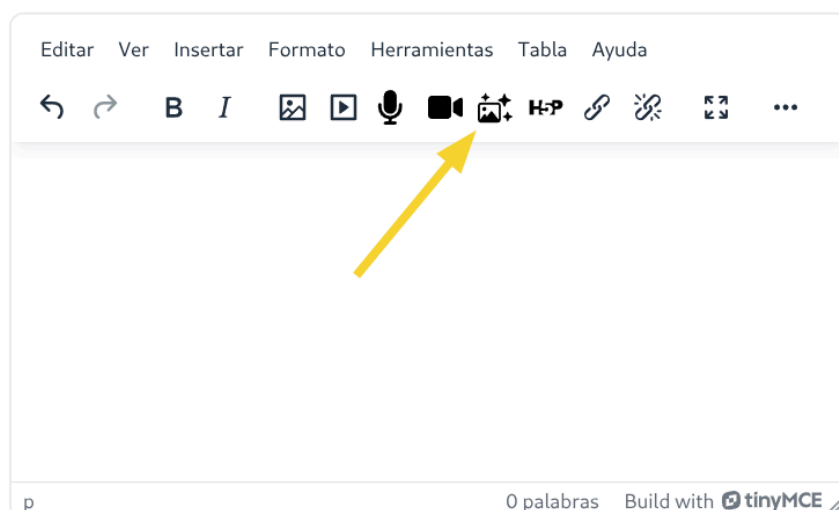 Editar Ver Insertar Formato Herramientas Tabla Ayuda
B I H5P
p 0 palabras Build with tinyMCE